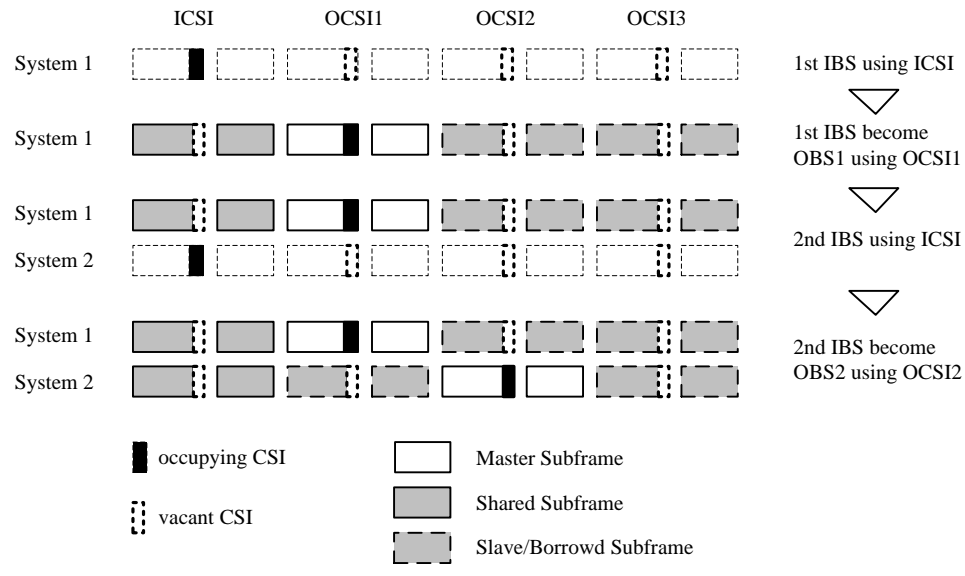 ICSI OCSI1 OCSI2 OCSI3
System 1
1st IBS using ICSI
System 1
1st IBS become
OBS1 using OCSI1
System 1
System 2
2nd IBS using ICSI
System 1
System 2
2nd IBS become
OBS2 using OCSI2
occupying CSI
vacant CSI
Master Subframe
Shared Subframe
Slave/Borrowd Subframe